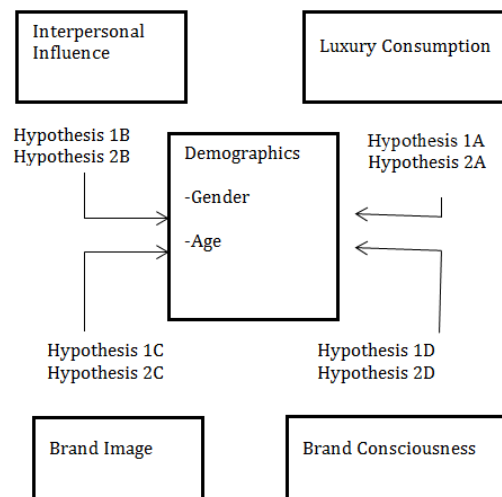 Interpersonal
Influence
Luxury Consumption
Hypothesis 1B
Hypothesis 2B
Demographics
-Gender
-Age
Hypothesis 1A
Hypothesis 2A
Hypothesis 1C
Hypothesis 2C
Hypothesis 1D
Hypothesis 2D
Brand Image
Brand Consciousness